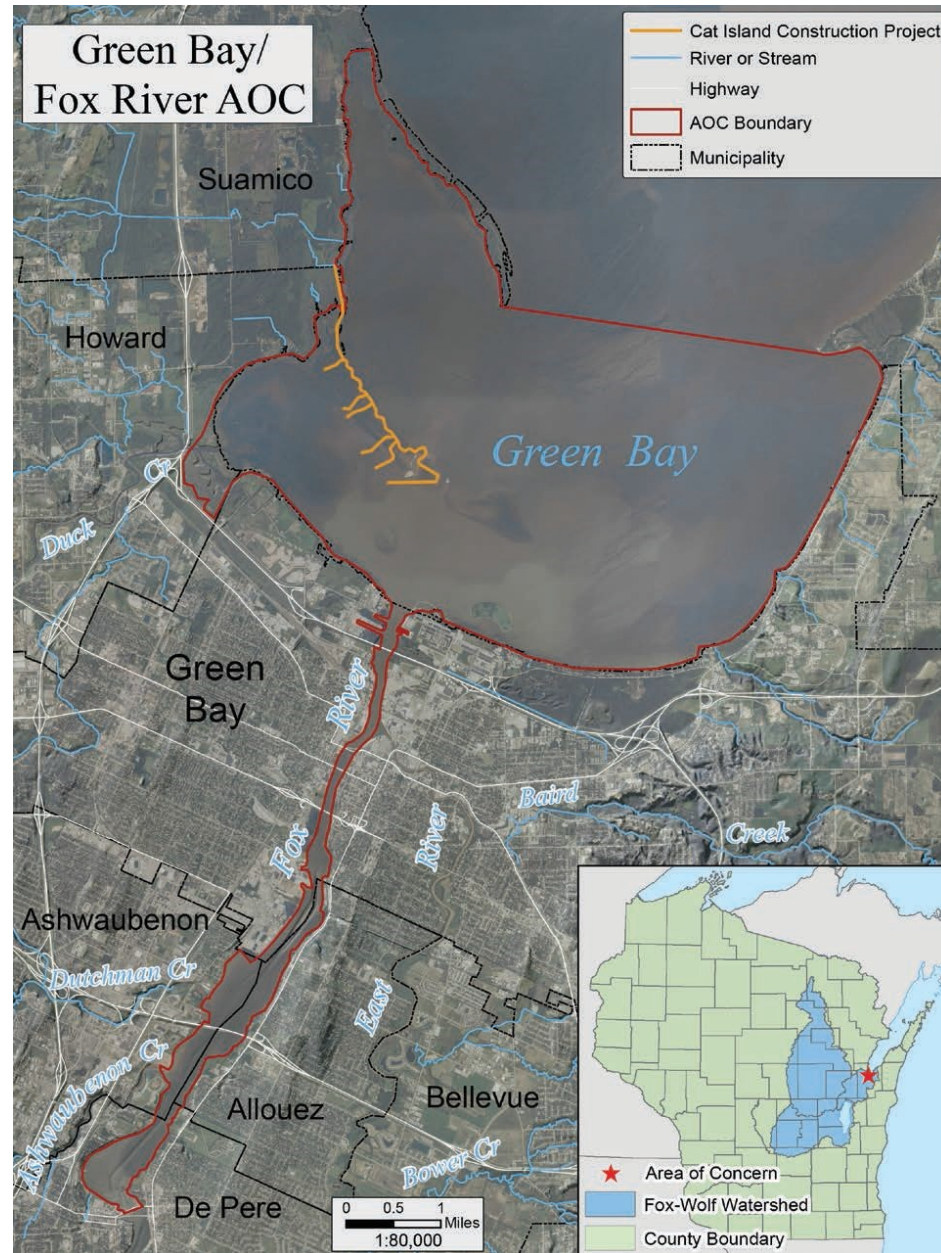 Green Bay/
Fox River AOC
Cat Island Construction Project
River or Stream
Highway
AOC Boundary
Municipality
Suamico
Howard
Green Bay
Duck Cr
Green
Bay
River
Fox
River
East
Baird
Creek
Ashwaubenon
Dutchman Cr
Ashwaubenon Cr
Allouez
Bellevue
Bower Cr
De Pere
0 0.5 1
Miles
1:80,000
Area of Concern
Fox-Wolf Watershed
County Boundary